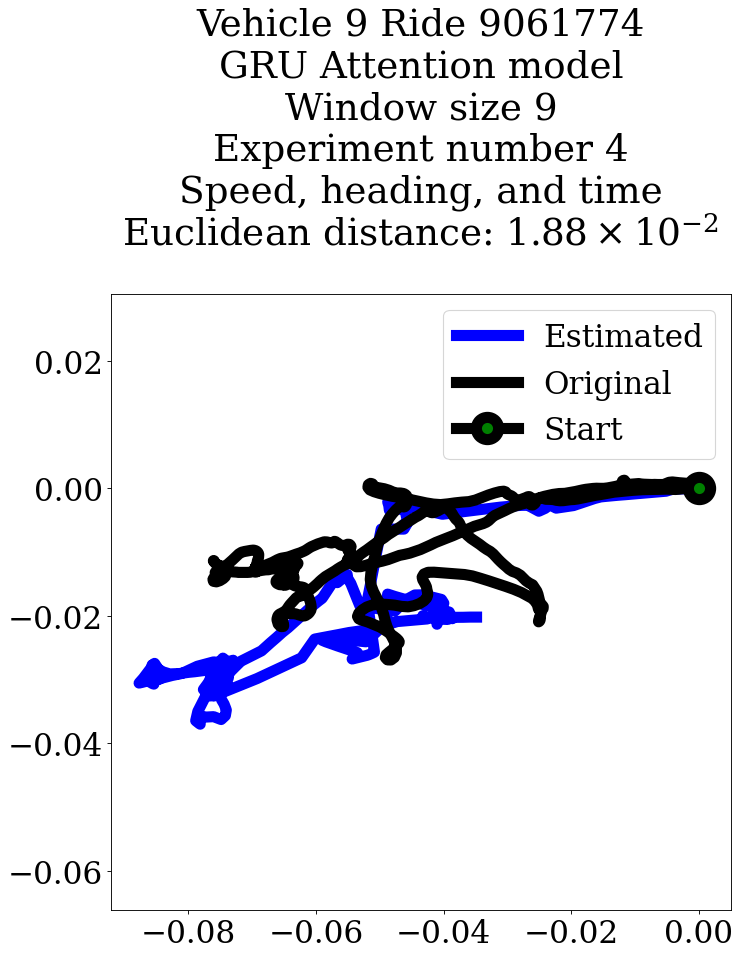 Vehicle 9 Ride 9061774
GRU Attention model
Window size 9
Experiment number 4
Speed, heading, and time
Euclidean distance: 1.88 × 10⁻²
Estimated
Original
Start
0.02
0.00
−0.02
−0.04
−0.06
−0.08 −0.06 −0.04 −0.02 0.00